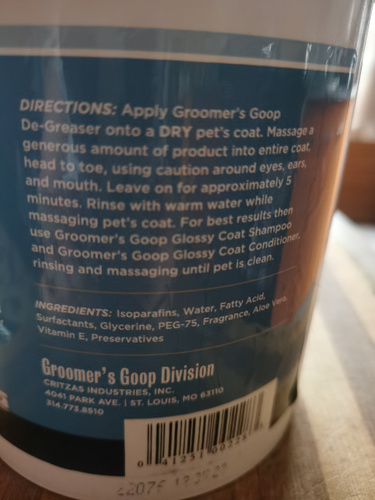 DIRECTIONS: Apply Groomer's Goop
De-Greaser onto a DRY pet's coat. Massage a
generous amount of product into entire coat,
head to toe, using caution around eyes, ears,
and mouth. Leave on for approximately 5
minutes. Rinse with warm water while
massaging pet's coat. For best results then
use Groomer's Goop Glossy Coat Shampoo
and Groomer's Goop Glossy Coat Conditioner,
rinsing and massaging until pet is clean.
INGREDIENTS: Isoparafins, Water, Fatty Acid,
Surfactants, Glycerine, PEG-75, Fragrance, Aloe Vera,
Vitamin E, Preservatives
Groomer's Goop Division
CRITZAS INDUSTRIES, INC.
4041 PARK AVE. | ST. LOUIS, MO 63110
314.773.8510